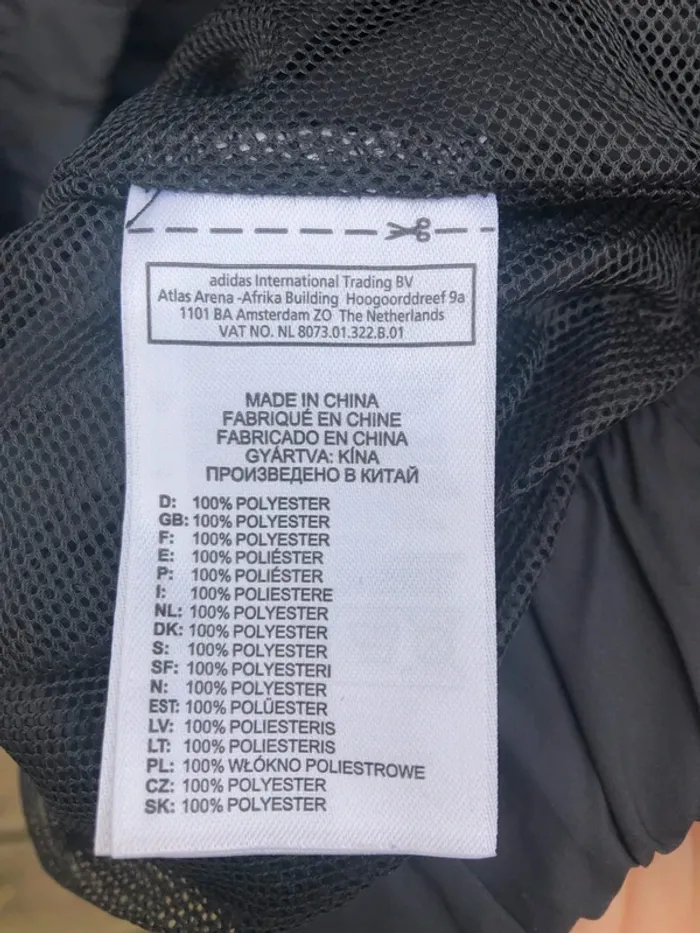 adidas International Trading BV
Atlas Arena -Afrika Building Hoogoorddreef 9a
1101 BA Amsterdam ZO The Netherlands
VAT NO. NL 8073.01.322.B.01
MADE IN CHINA
FABRIQUÉ EN CHINE
FABRICADO EN CHINA
GYÁRTVA: KÍNA
ПРОИЗВЕДЕНО В КИТАЙ
D: 100% POLYESTER
GB: 100% POLYESTER
F: 100% POLYESTER
E: 100% POLIÉSTER
P: 100% POLIÉSTER
I: 100% POLIESTERE
NL: 100% POLYESTER
DK: 100% POLYESTER
S: 100% POLYESTER
SF: 100% POLYESTERI
N: 100% POLYESTER
EST: 100% POLÜESTER
LV: 100% POLIESTERIS
LT: 100% POLIESTERIS
PL: 100% WŁÓKNO POLIESTROWE
CZ: 100% POLYESTER
SK: 100% POLYESTER